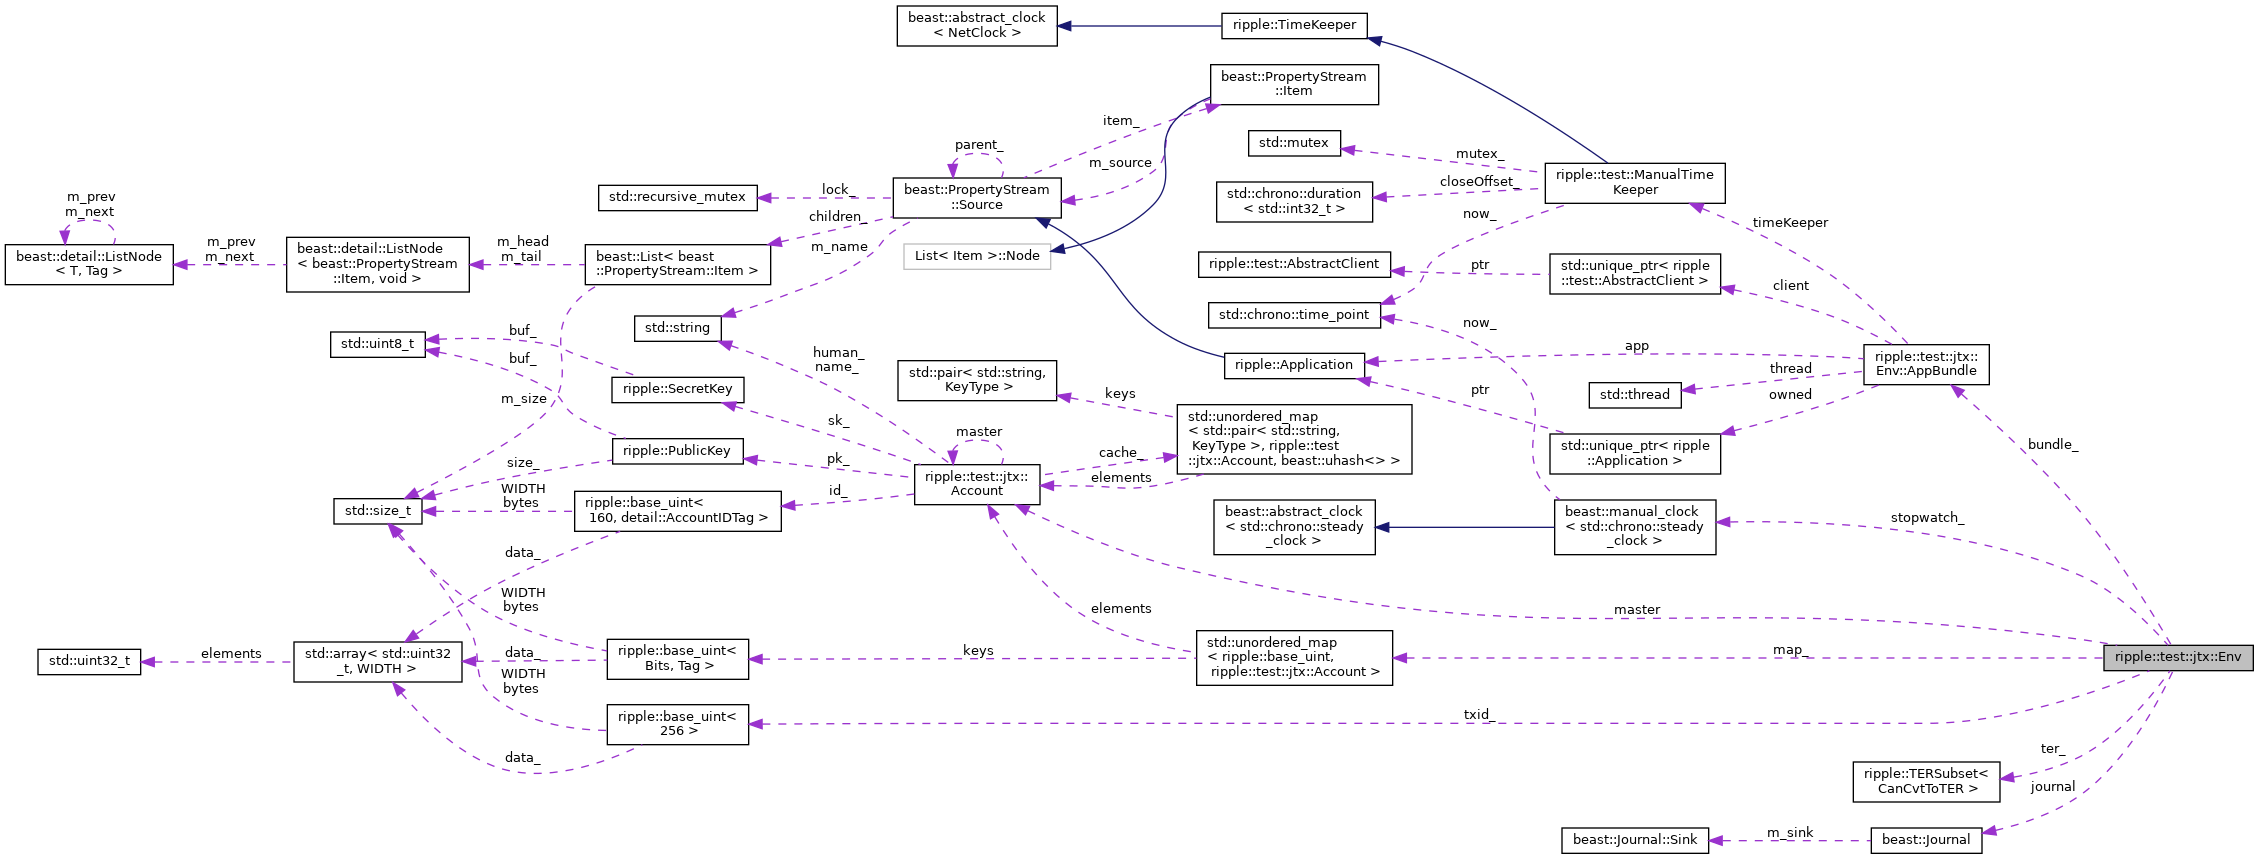 beast::abstract_clock
< NetClock >
ripple::TimeKeeper
beast::PropertyStream
::Item
item_
std::mutex
mutex_
parent_
m_source
ripple::test::ManualTime
Keeper
closeOffset_
std::chrono::duration
< std::int32_t >
beast::PropertyStream
::Source
lock_
std::recursive_mutex
m_prev
m_next
children_
now_
timeKeeper
m_name
List< Item >::Node
m_head
m_tail
m_prev
m_next
beast::detail::ListNode
< T, Tag >
beast::detail::ListNode
< beast::PropertyStream
::Item, void >
beast::List< beast
::PropertyStream::Item >
ripple::test::AbstractClient
ptr
std::unique_ptr< ripple
::test::AbstractClient >
client
std::chrono::time_point
now_
std::string
buf_
std::uint8_t
buf_
human_
name_
app
ripple::Application
ripple::test::jtx::
Env::AppBundle
thread
std::thread
owned
ptr
std::pair< std::string,
KeyType >
keys
ripple::SecretKey
m_size
sk_
std::unordered_map
< std::pair< std::string,
KeyType >, ripple::test
::jtx::Account, beast::uhash<> >
master
cache_
elements
std::unique_ptr< ripple
::Application >
bundle_
ripple::PublicKey
pk_
size_
ripple::test::jtx::
Account
id_
WIDTH
bytes
std::size_t
ripple::base_uint<
160, detail::AccountIDTag >
beast::abstract_clock
< std::chrono::steady
_clock >
beast::manual_clock
< std::chrono::steady
_clock >
stopwatch_
data_
WIDTH
bytes
elements
master
std::uint32_t
elements
std::array< std::uint32
_t, WIDTH >
data_
ripple::base_uint<
Bits, Tag >
keys
std::unordered_map
< ripple::base_uint,
ripple::test::jtx::Account >
map_
ripple::test::jtx::Env
WIDTH
bytes
ripple::base_uint<
256 >
txid_
data_
ter_
ripple::TERSubset<
CanCvtToTER >
journal
beast::Journal::Sink
m_sink
beast::Journal